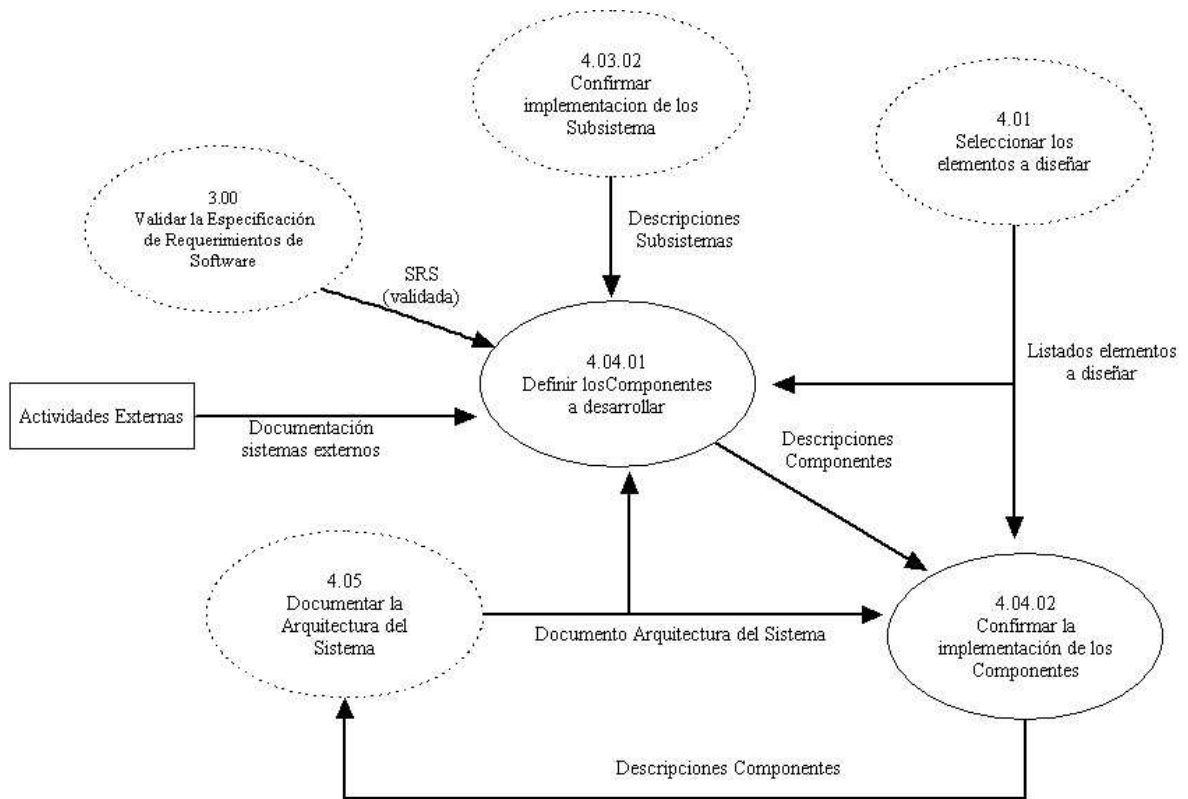 4.03.02
Confirmar
implementacion de los
Subsistema
4.01
Seleccionar los
elementos a diseñar
3.00
Validar la Especificación
de Requerimientos de
Software
Descripciones
Subsistemas
SRS
(validada)
4.04.01
Definir losComponentes
a desarrollar
Listados elementos
a diseñar
Actividades Externas
Documentación
sistemas externos
Descripciones
Componentes
4.05
Documentar la
Arquitectura del
Sistema
Documento Arquitectura del Sistema
4.04.02
Confirmar la
implementación de los
Componentes
Descripciones Componentes